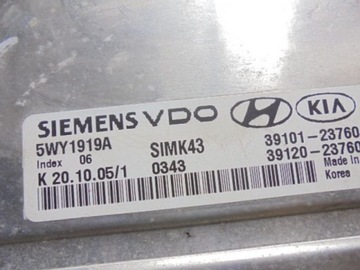 SIEMENS VDO HYUNDAI KIA
5WY1919A SIMK43 39101-23760
Index 06 39120-23760
K 20.10.05/1 0343 Made in
Korea